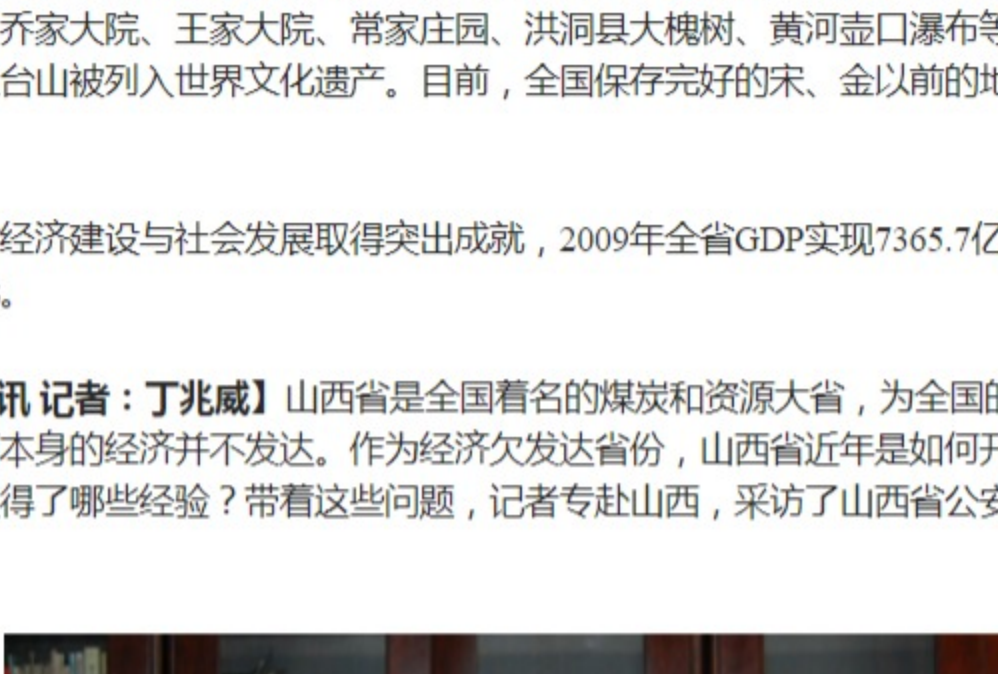 乔家大院、王家大院、常家庄园、洪洞县大槐树、黄河壶口瀑布等
台山被列入世界文化遗产。目前，全国保存完好的宋、金以前的地
经济建设与社会发展取得突出成就，2009年全省GDP实现7365.7亿
。
讯 记者：丁兆威】山西省是全国着名的煤炭和资源大省，为全国的
本身的经济并不发达。作为经济欠发达省份，山西省近年是如何开
得了哪些经验？带着这些问题，记者专赴山西，采访了山西省公安